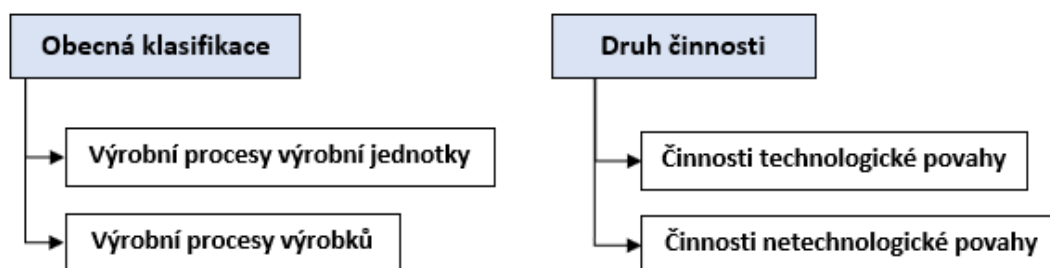 Obecná klasifikace
Výrobní procesy výrobní jednotky
Výrobní procesy výrobků
Druh činnosti
Činnosti technologické povahy
Činnosti netechnologické povahy